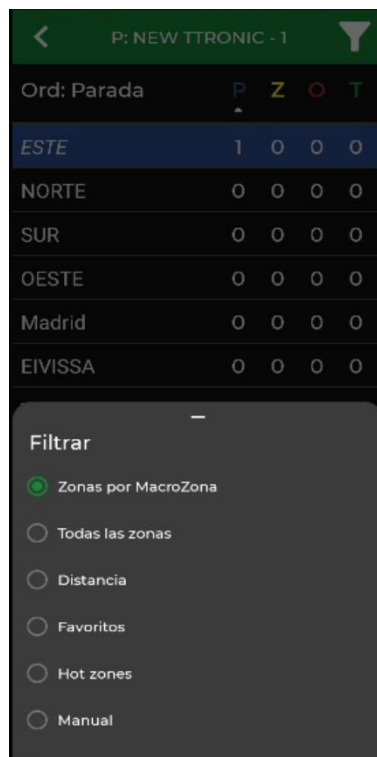 P: NEW TTRONIC - 1
Ord: Parada P Z O T
ESTE 1 0 0 0
NORTE 0 0 0 0
SUR 0 0 0 0
OESTE 0 0 0 0
Madrid 0 0 0 0
EIVISSA 0 0 0 0
Filtrar
Zonas por MacroZona
Todas las zonas
Distancia
Favoritos
Hot zones
Manual